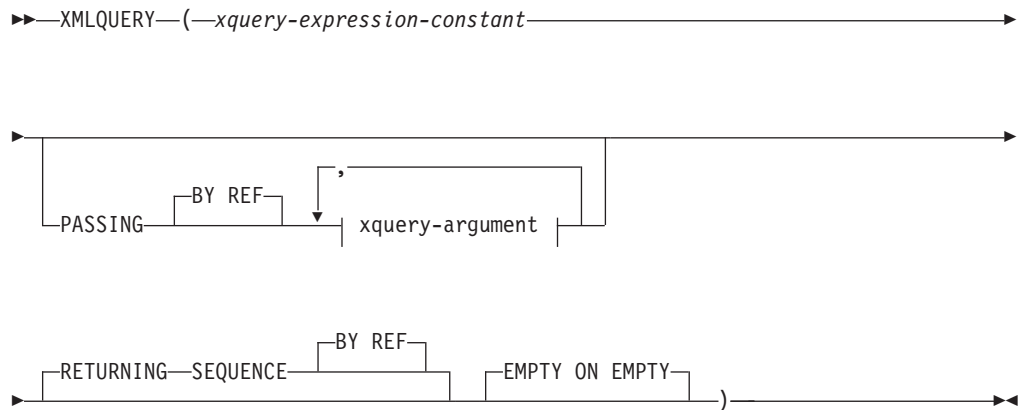 XMLQUERY ( xquery-expression-constant
,
BY REF
PASSING xquery-argument
BY REF
RETURNING SEQUENCE EMPTY ON EMPTY
)